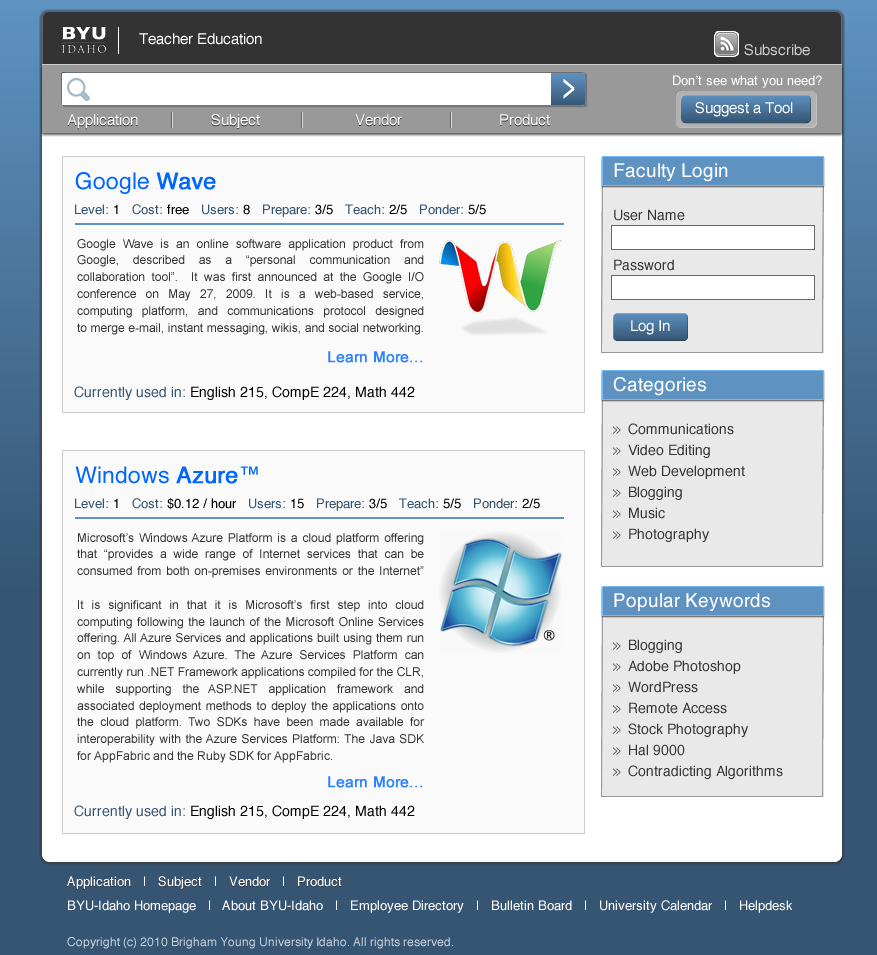 BYU
IDAHO
Teacher Education
Subscribe
Don't see what you need?
Suggest a Tool
Application
Subject
Vendor
Product
Google Wave
Level: 1 Cost: free Users: 8 Prepare: 3/5 Teach: 2/5 Ponder: 5/5
Google Wave is an online software application product from
Google, described as a “personal communication and
collaboration tool”. It was first announced at the Google I/O
conference on May 27, 2009. It is a web-based service,
computing platform, and communications protocol designed
to merge e-mail, instant messaging, wikis, and social networking.
Learn More...
Currently used in: English 215, CompE 224, Math 442
Windows Azure™
Level: 1 Cost: $0.12 / hour Users: 15 Prepare: 3/5 Teach: 5/5 Ponder: 2/5
Microsoft's Windows Azure Platform is a cloud platform offering
that “provides a wide range of Internet services that can be
consumed from both on-premises environments or the Internet”
It is significant in that it is Microsoft's first step into cloud
computing following the launch of the Microsoft Online Services
offering. All Azure Services and applications built using them run
on top of Windows Azure. The Azure Services Platform can
currently run .NET Framework applications compiled for the CLR,
while supporting the ASP.NET application framework and
associated deployment methods to deploy the applications onto
the cloud platform. Two SDKs have been made available for
interoperability with the Azure Services Platform: The Java SDK
for AppFabric and the Ruby SDK for AppFabric.
®
Learn More...
Currently used in: English 215, CompE 224, Math 442
Faculty Login
User Name
Password
Log In
Categories
Communications
Video Editing
Web Development
Blogging
Music
Photography
Popular Keywords
Blogging
Adobe Photoshop
WordPress
Remote Access
Stock Photography
Hal 9000
Contradicting Algorithms
Application | Subject | Vendor | Product
BYU-Idaho Homepage | About BYU-Idaho | Employee Directory | Bulletin Board | University Calendar | Helpdesk
Copyright (c) 2010 Brigham Young University Idaho. All rights reserved.